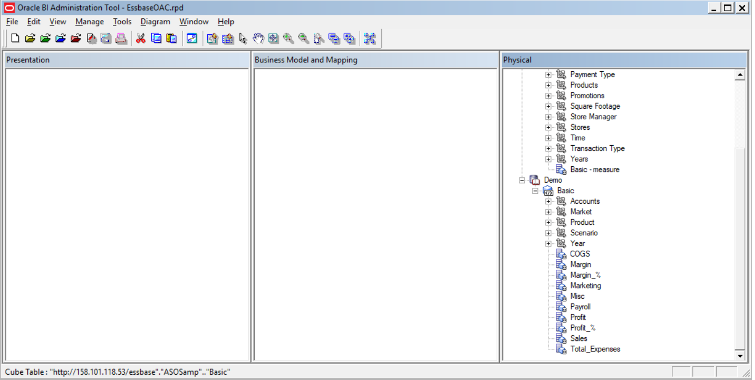 Oracle BI Administration Tool - EssbaseOAC.rpd
File Edit View Manage Tools Diagram Window Help
Presentation
Business Model and Mapping
Physical
Payment Type
Products
Promotions
Square Footage
Store Manager
Stores
Time
Transaction Type
Years
Basic - measure
Demo
Basic
Accounts
Market
Product
Scenario
Year
COGS
Margin
Margin_%
Marketing
Misc
Payroll
Profit
Profit_%
Sales
Total_Expenses
Cube Table : "http://158.101.118.53/essbase"."ASOSamp".."Basic"